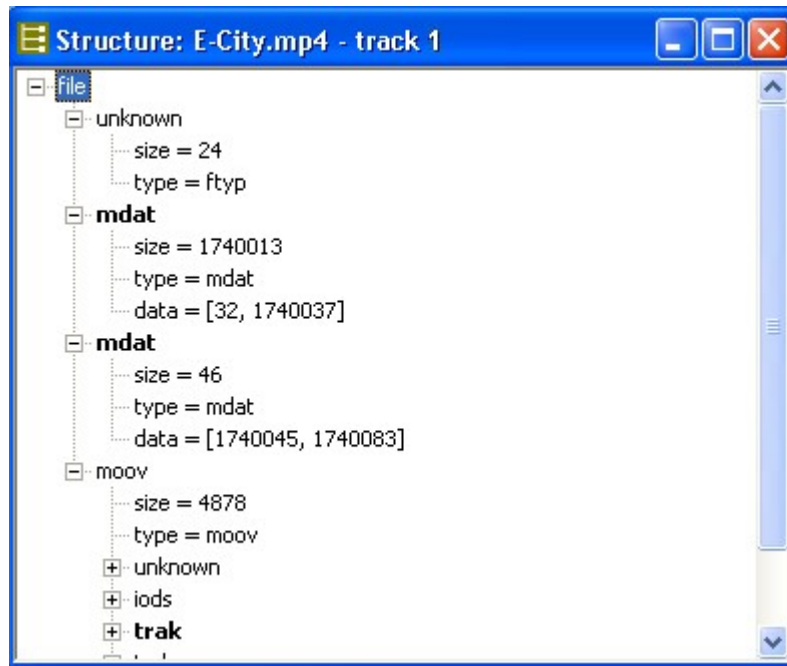 Structure: E-City.mp4 - track 1
file
unknown
size = 24
type = ftyp
mdat
size = 1740013
type = mdat
data = [32, 1740037]
mdat
size = 46
type = mdat
data = [1740045, 1740083]
moov
size = 4878
type = moov
unknown
iods
trak